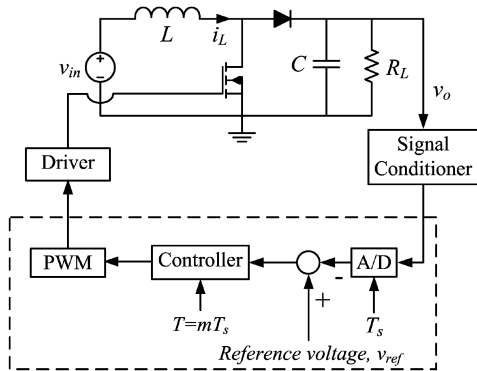 L
i_L
v_in
+
−
C
R_L
v_o
Driver
Signal
Conditioner
PWM
Controller
-
+
A/D
T=mT_s
T_s
Reference voltage, v_ref